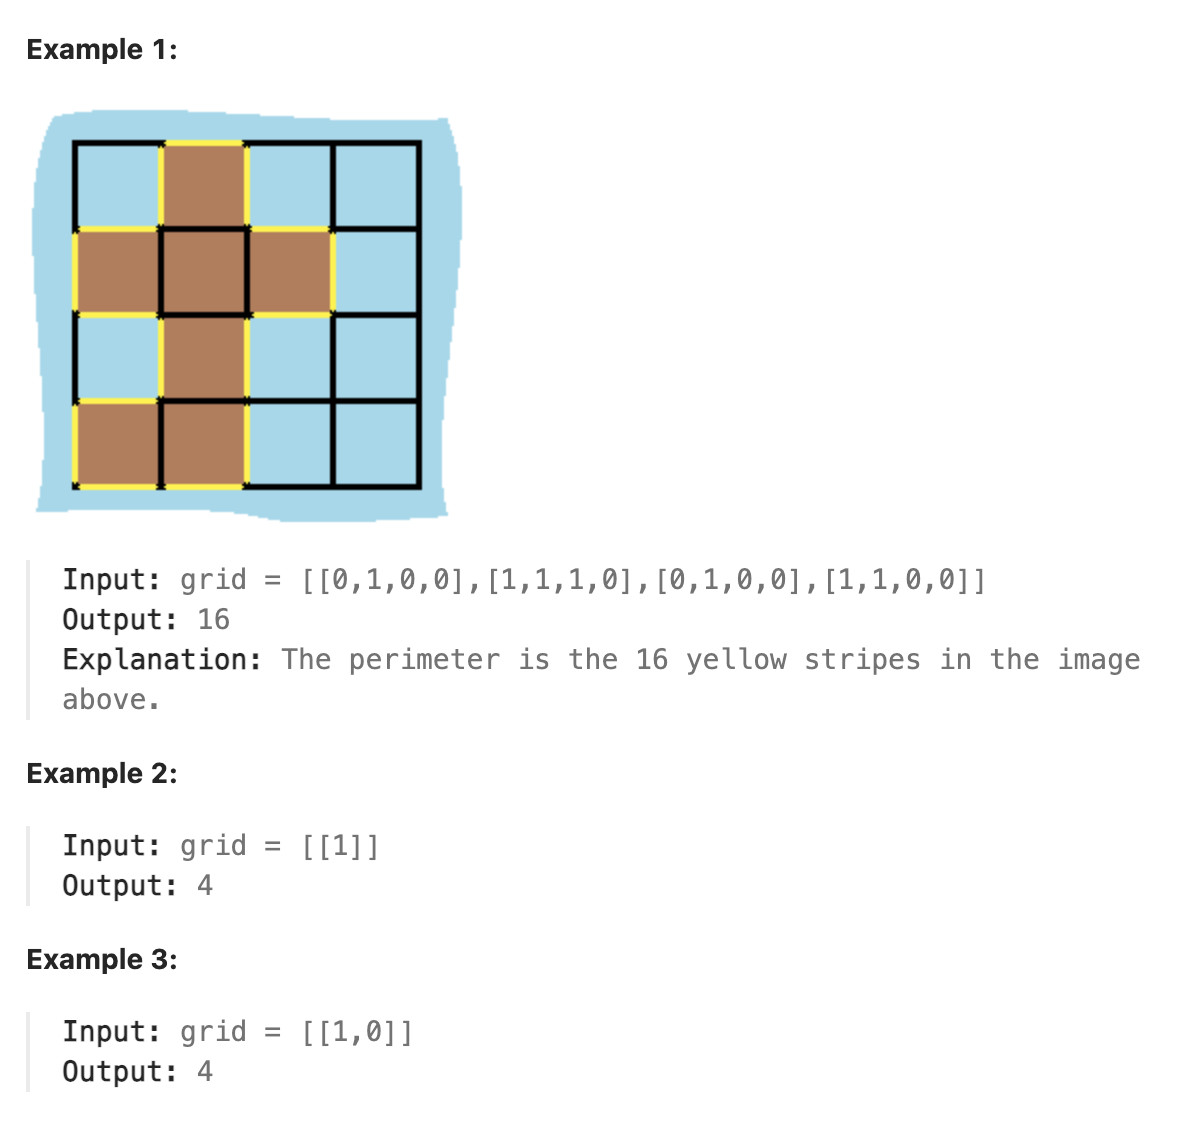 Example 1:
Input: grid = [[0,1,0,0],[1,1,1,0],[0,1,0,0],[1,1,0,0]]
Output: 16
Explanation: The perimeter is the 16 yellow stripes in the image
above.
Example 2:
Input: grid = [[1]]
Output: 4
Example 3:
Input: grid = [[1,0]]
Output: 4